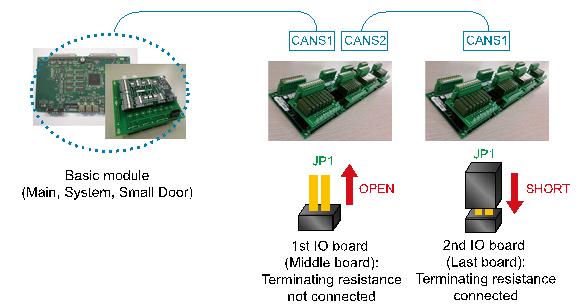 CANS1
CANS2
CANS1
Basic module
(Main, System, Small Door)
JP1
OPEN
1st IO board
(Middle board):
Terminating resistance
not connected
JP1
SHORT
2nd IO board
(Last board):
Terminating resistance
connected